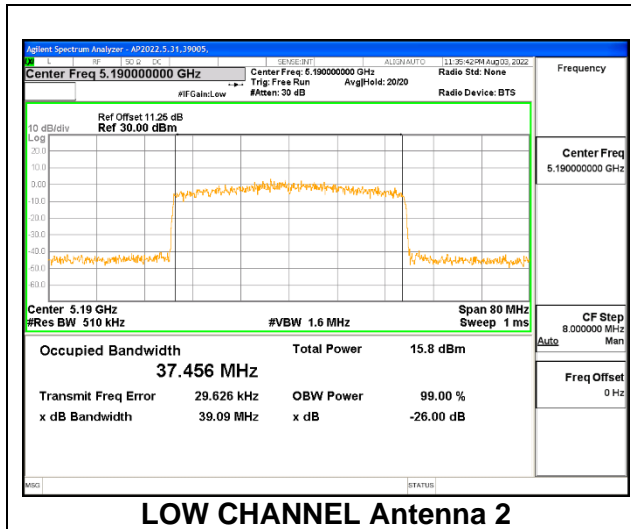 Agilent Spectrum Analyzer - AP2022.5.31,39005,
L RF 50 Ω DC SENSE:INT ALIGN AUTO 11:35:42 PM Aug 03, 2022
Center Freq 5.190000000 GHz Center Freq: 5.190000000 GHz Radio Std: None Frequency
Trig: Free Run Avg|Hold: 20/20
#IFGain:Low #Atten: 30 dB Radio Device: BTS
Ref Offset 11.25 dB
10 dB/div Ref 30.00 dBm
Log
20.0
10.0
0.00
-10.0
-20.0
-30.0
-40.0
-50.0
-60.0
Center Freq
5.190000000 GHz
Center 5.19 GHz Span 80 MHz
#Res BW 510 kHz #VBW 1.6 MHz Sweep 1 ms
CF Step
8.000000 MHz
Auto Man
Occupied Bandwidth Total Power 15.8 dBm
37.456 MHz
Freq Offset
0 Hz
Transmit Freq Error 29.626 kHz OBW Power 99.00 %
x dB Bandwidth 39.09 MHz x dB -26.00 dB
MSG STATUS
LOW CHANNEL Antenna 2